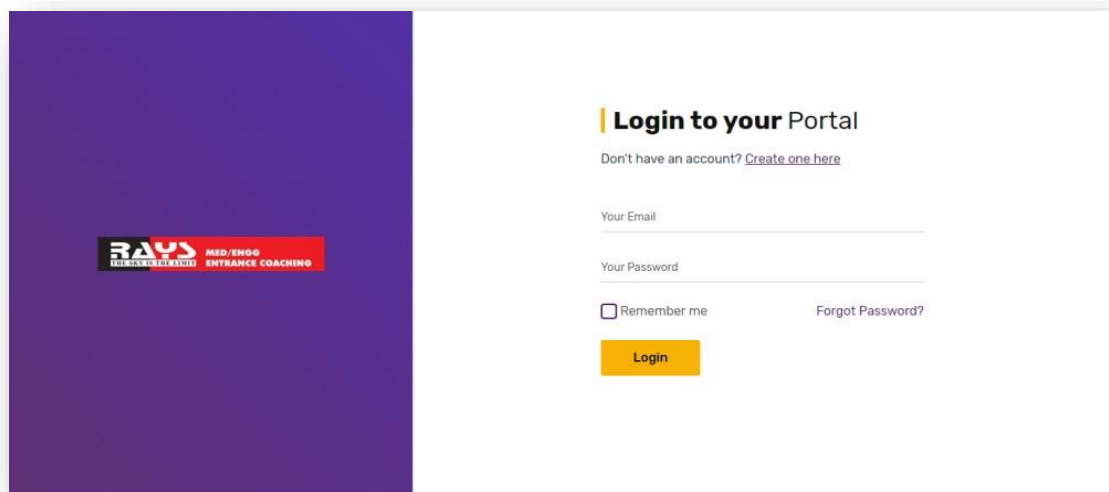 RAYS
THE SKY IS THE LIMIT
MED/ENGG
ENTRANCE COACHING
Login to your Portal
Don't have an account? Create one here
Your Email
Your Password
Remember me
Forgot Password?
Login